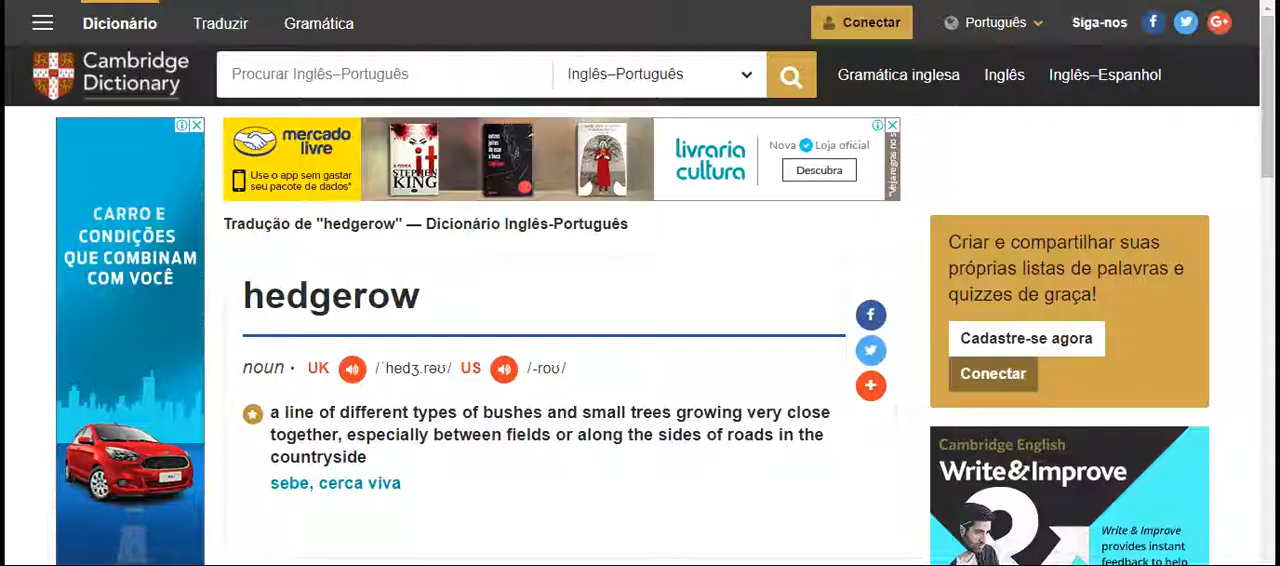 Dicionário Traduzir Gramática Conectar Português Siga-nos
Cambridge Dictionary
Procurar Inglês–Português Inglês–Português Gramática inglesa Inglês Inglês–Espanhol
mercado livre
Use o app sem gastar
seu pacote de dados*
it
STEPHEN KING
livraria
cultura
Nova Loja oficial
Descubra
CARRO E
CONDIÇÕES
QUE COMBINAM
COM VOCÊ
Tradução de "hedgerow" — Dicionário Inglês-Português
hedgerow
noun · UK /ˈhedʒ.rəʊ/ US /-roʊ/
a line of different types of bushes and small trees growing very close
together, especially between fields or along the sides of roads in the
countryside
sebe, cerca viva
Criar e compartilhar suas
próprias listas de palavras e
quizzes de graça!
Cadastre-se agora
Conectar
Cambridge English
Write&Improve
Write & Improve
provides instant
feedback to help